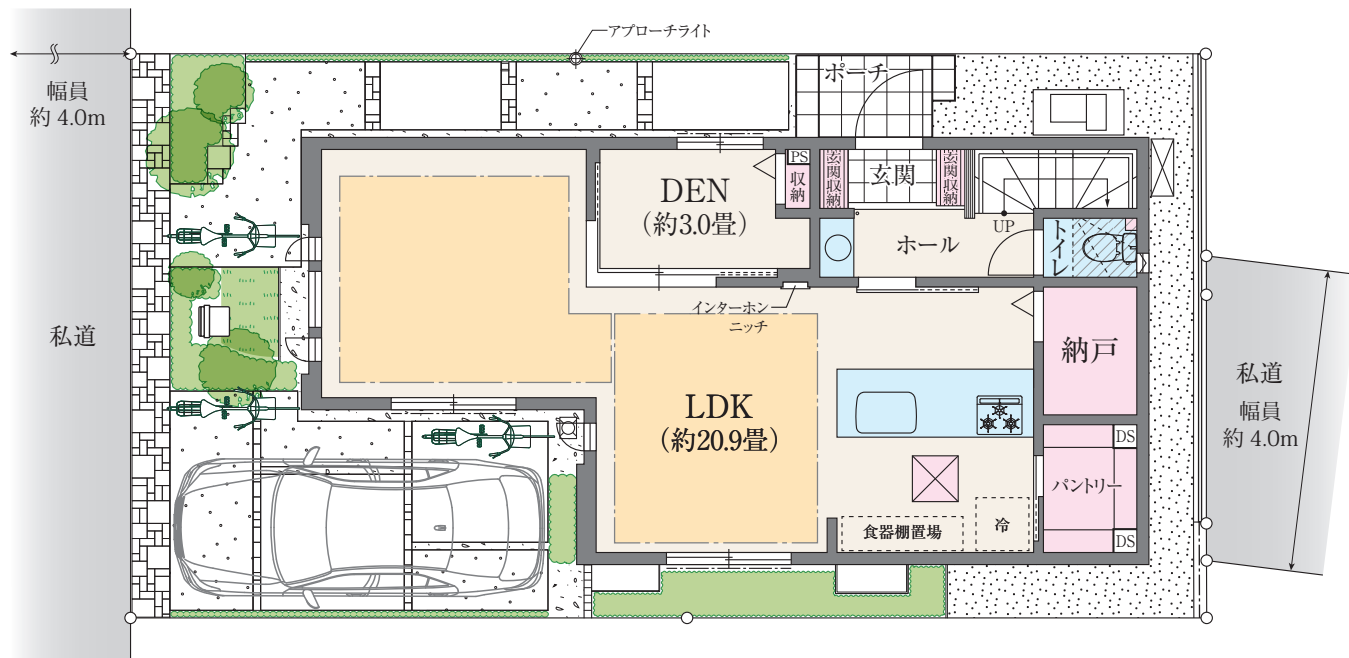 アプローチライト
幅員
約 4.0m
私道
ポーチ
DEN
(約3.0畳)
PS
収納
玄関収納
玄関
玄関収納
UP
ホール
トイレ
インターホン
ニッチ
納戸
LDK
(約20.9畳)
DS
パントリー
DS
食器棚置場
冷
私道
幅員
約 4.0m